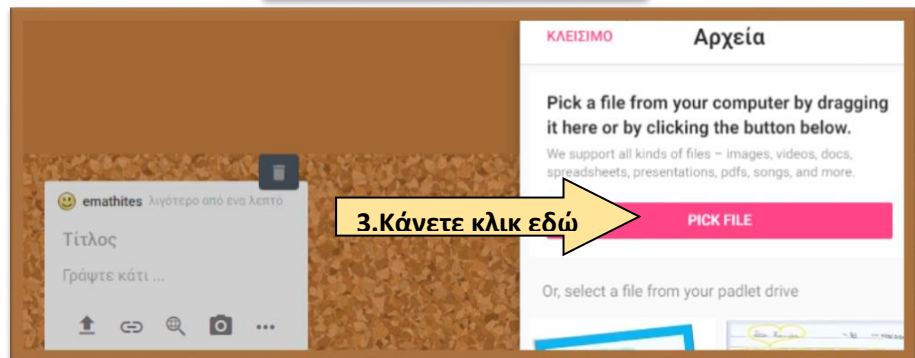 ΚΛΕΙΣΙΜΟ
Αρχεία
Pick a file from your computer by dragging
it here or by clicking the button below.
We support all kinds of files – images, videos, docs,
spreadsheets, presentations, pdfs, songs, and more.
emathites λιγότερο από ένα λεπτό
3.Κάνετε κλικ εδώ
PICK FILE
Τίτλος
Γράψτε κάτι ...
Or, select a file from your padlet drive